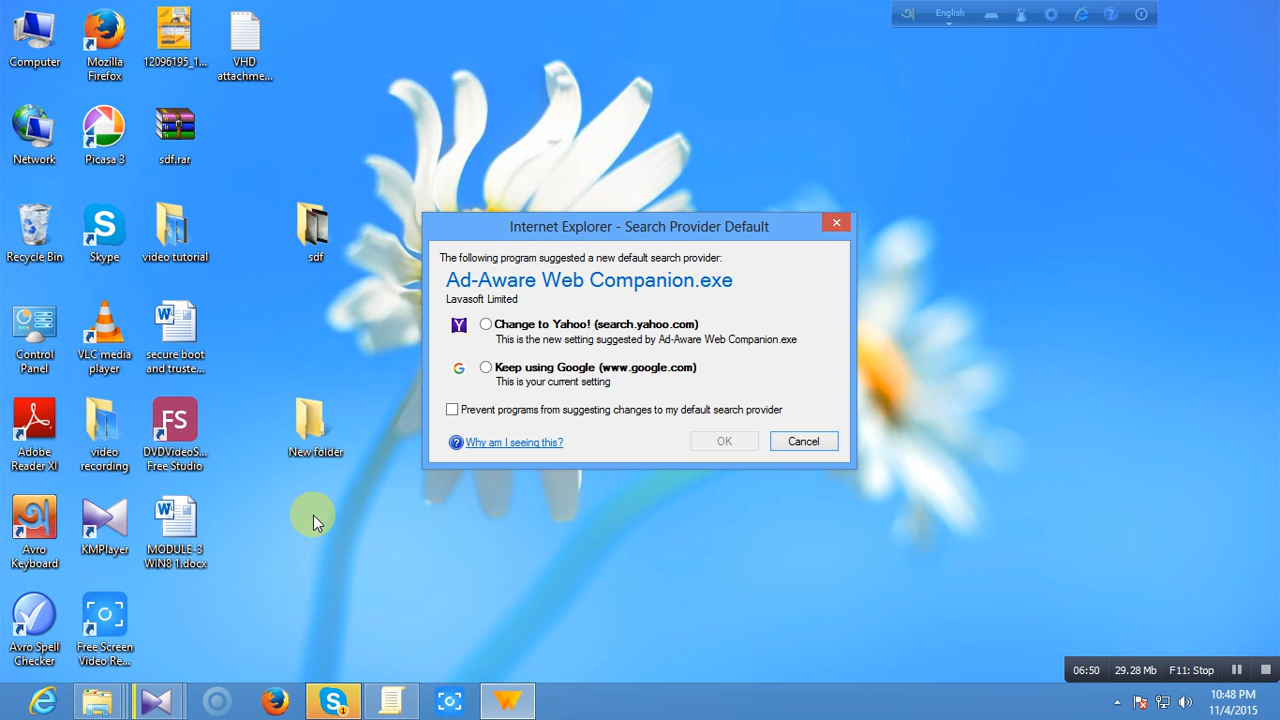 English
Computer
Mozilla
Firefox
12096195_1...
VHD
attachme...
Network
Picasa 3
sdf.rar
Recycle Bin
Skype
video tutorial
sdf
Control
Panel
VLC media
player
secure boot
and truste...
Adobe
Reader XI
video
recording
DVDVideoS...
Free Studio
New folder
Avro
Keyboard
KMPlayer
MODULE-3
WIN8 1.docx
Avro Spell
Checker
Free Screen
Video Re...
Internet Explorer - Search Provider Default
The following program suggested a new default search provider:
Ad-Aware Web Companion.exe
Lavasoft Limited
Change to Yahoo! (search.yahoo.com)
This is the new setting suggested by Ad-Aware Web Companion.exe
Keep using Google (www.google.com)
This is your current setting
Prevent programs from suggesting changes to my default search provider
Why am I seeing this?
OK
Cancel
06:50
29.28 Mb
F11: Stop
10:48 PM
11/4/2015